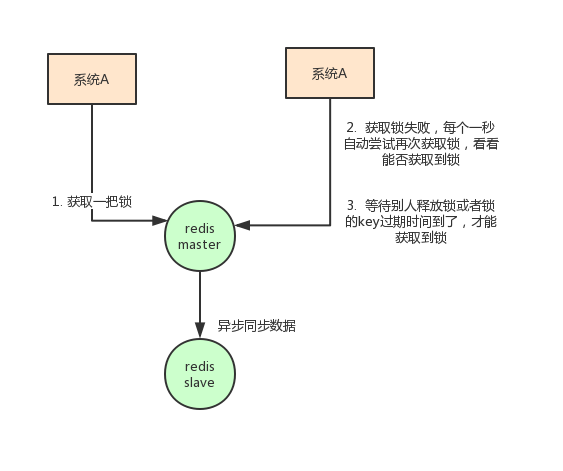 系统A
系统A
2. 获取锁失败，每个一秒
自动尝试再次获取锁，看看
能否获取到锁
1. 获取一把锁
3. 等待别人释放锁或者锁
的key过期时间到了，才能
获取到锁
redis
master
异步同步数据
redis
slave